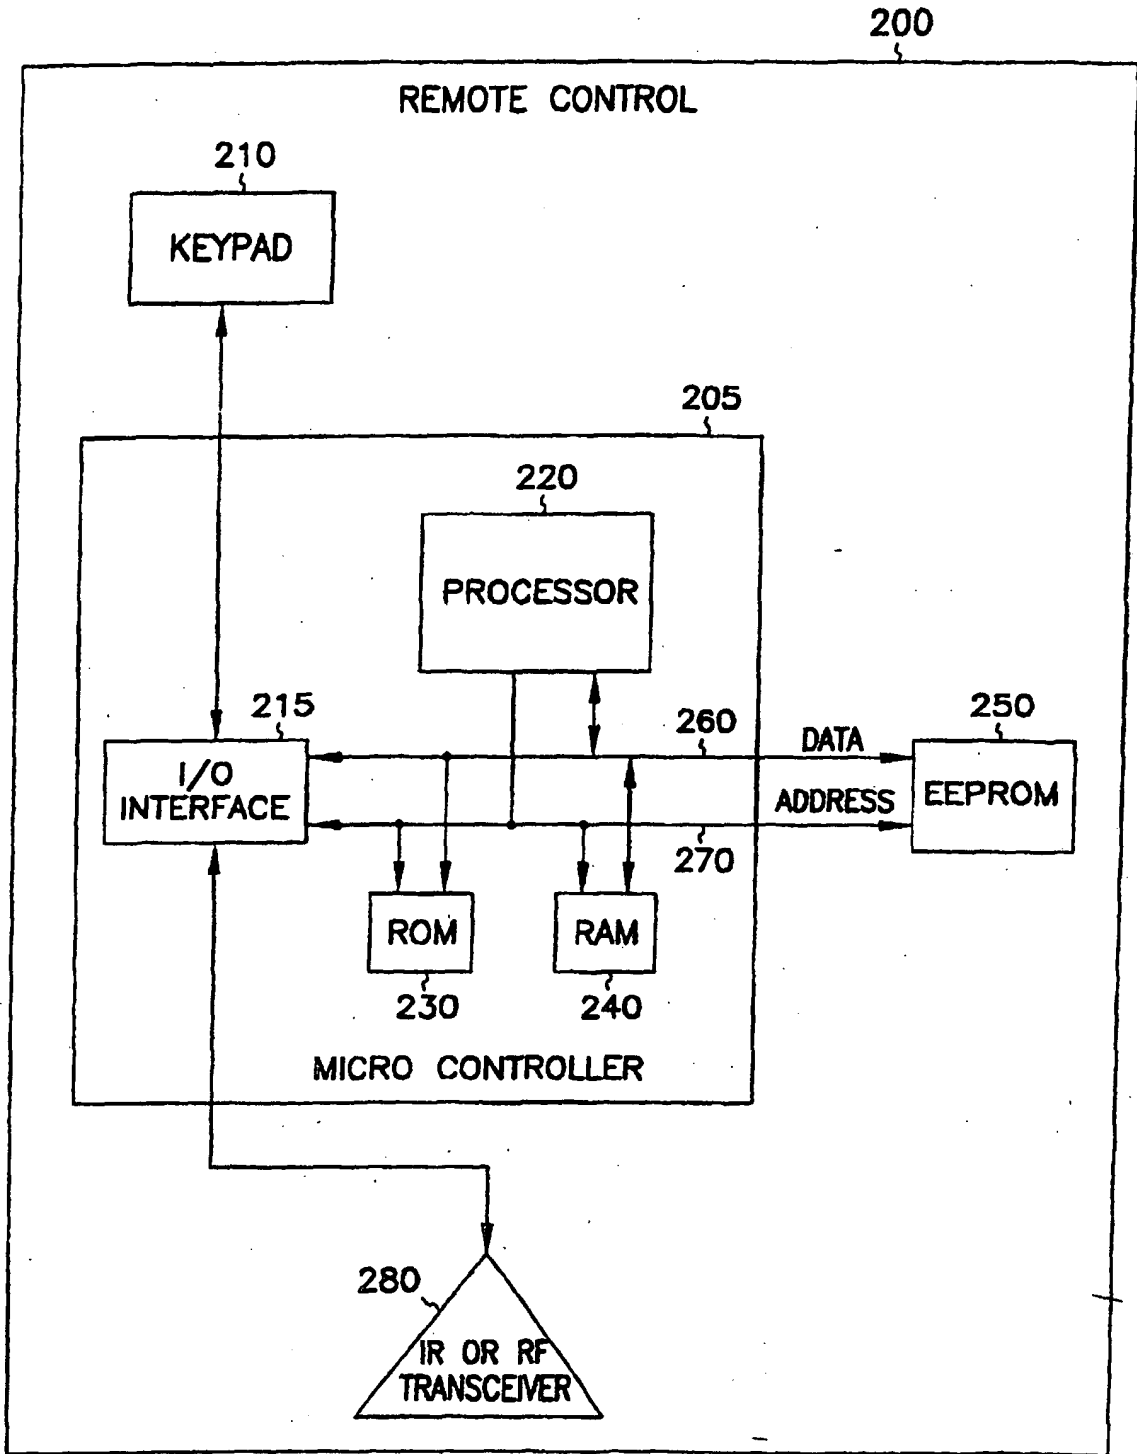 200
REMOTE CONTROL
210
KEYPAD
205
220
PROCESSOR
215
I/O
INTERFACE
260
DATA
250
EEPROM
ADDRESS
270
ROM
RAM
230
240
MICRO CONTROLLER
280
IR OR RF
TRANSCEIVER